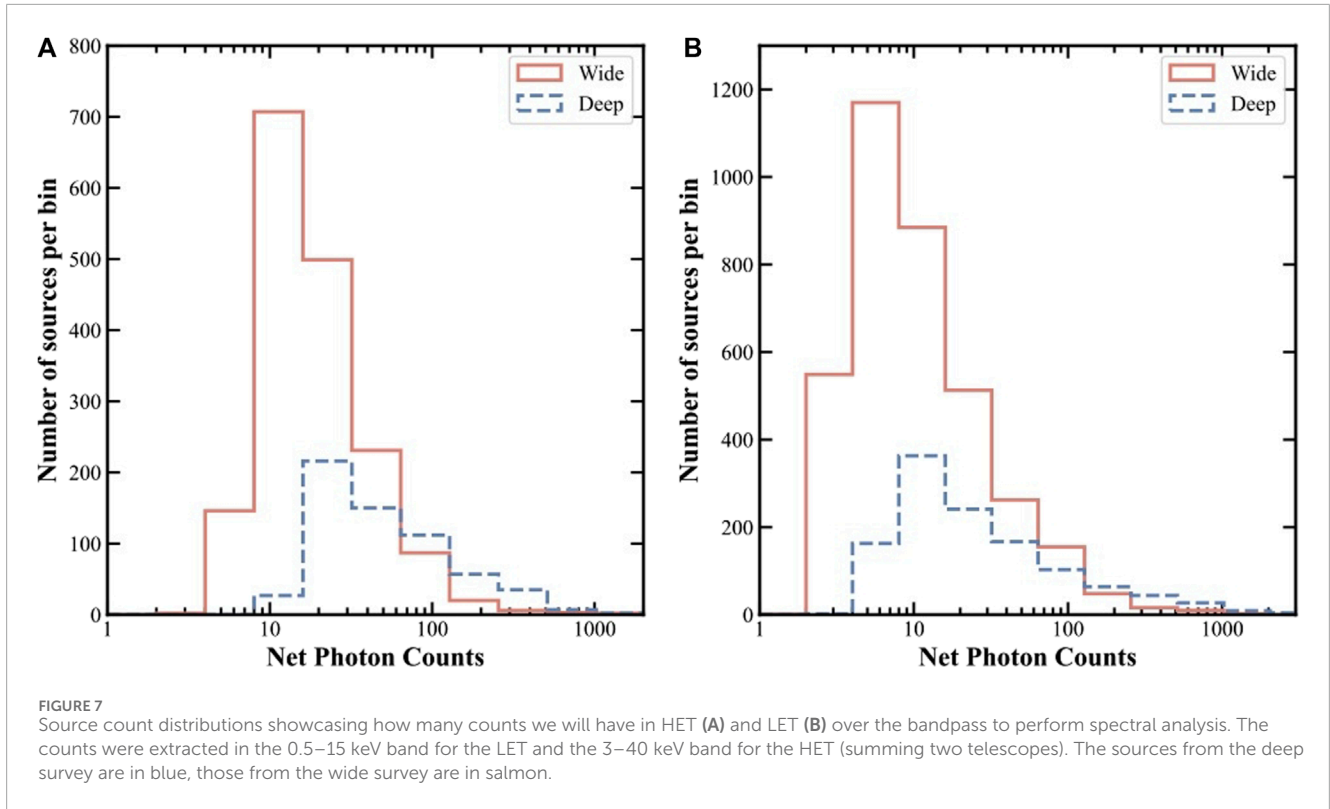 A
800
700
600
500
400
300
200
100
0
1
10
100
1000
Number of sources per bin
Net Photon Counts
Wide
Deep
B
1200
1000
800
600
400
200
0
1
10
100
1000
Number of sources per bin
Net Photon Counts
Wide
Deep
FIGURE 7
Source count distributions showcasing how many counts we will have in HET (A) and LET (B) over the bandpass to perform spectral analysis. The
counts were extracted in the 0.5–15 keV band for the LET and the 3–40 keV band for the HET (summing two telescopes). The sources from the deep
survey are in blue, those from the wide survey are in salmon.